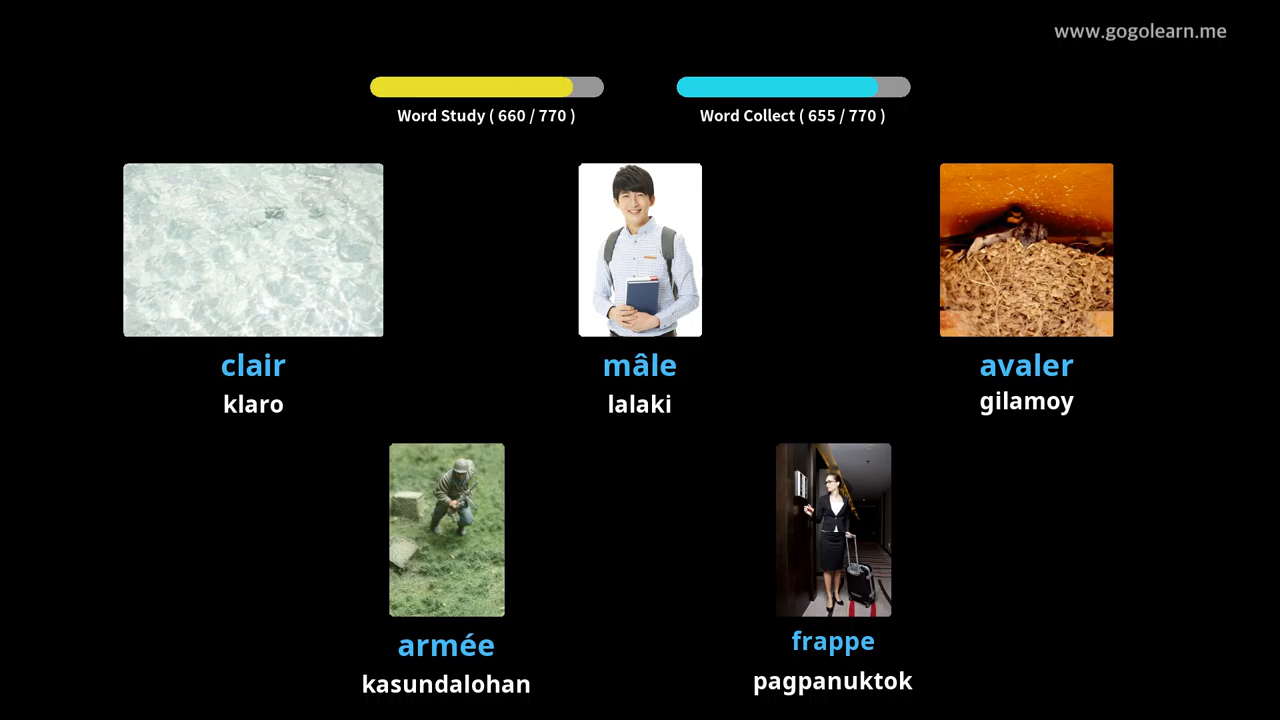 www.gogolearn.me
Word Study ( 660 / 770 )
Word Collect ( 655 / 770 )
clair
klaro
mâle
lalaki
avaler
gilamoy
armée
kasundalohan
frappe
pagpanuktok